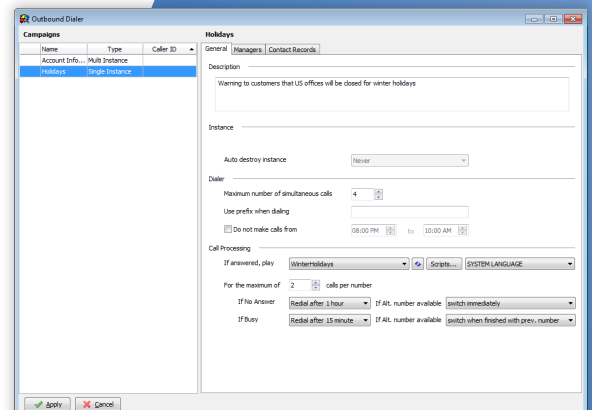 Outbound Dialer
Campaigns
Name Type Caller ID
Account Info... Multi Instance
Holidays Single Instance
Holidays
General Managers Contact Records
Description
Warning to customers that US offices will be closed for winter holidays
Instance
Auto destroy instance Never
Dialer
Maximum number of simultaneous calls 4
Use prefix when dialing
Do not make calls from 08:00 PM to 10:00 AM
Call Processing
If answered, play WinterHolidays Scripts... SYSTEM LANGUAGE
For the maximum of 2 calls per number
If No Answer Redial after 1 hour If Alt. number available switch immediately
If Busy Redial after 15 minute If Alt. number available switch when finished with prev. number
Apply Cancel